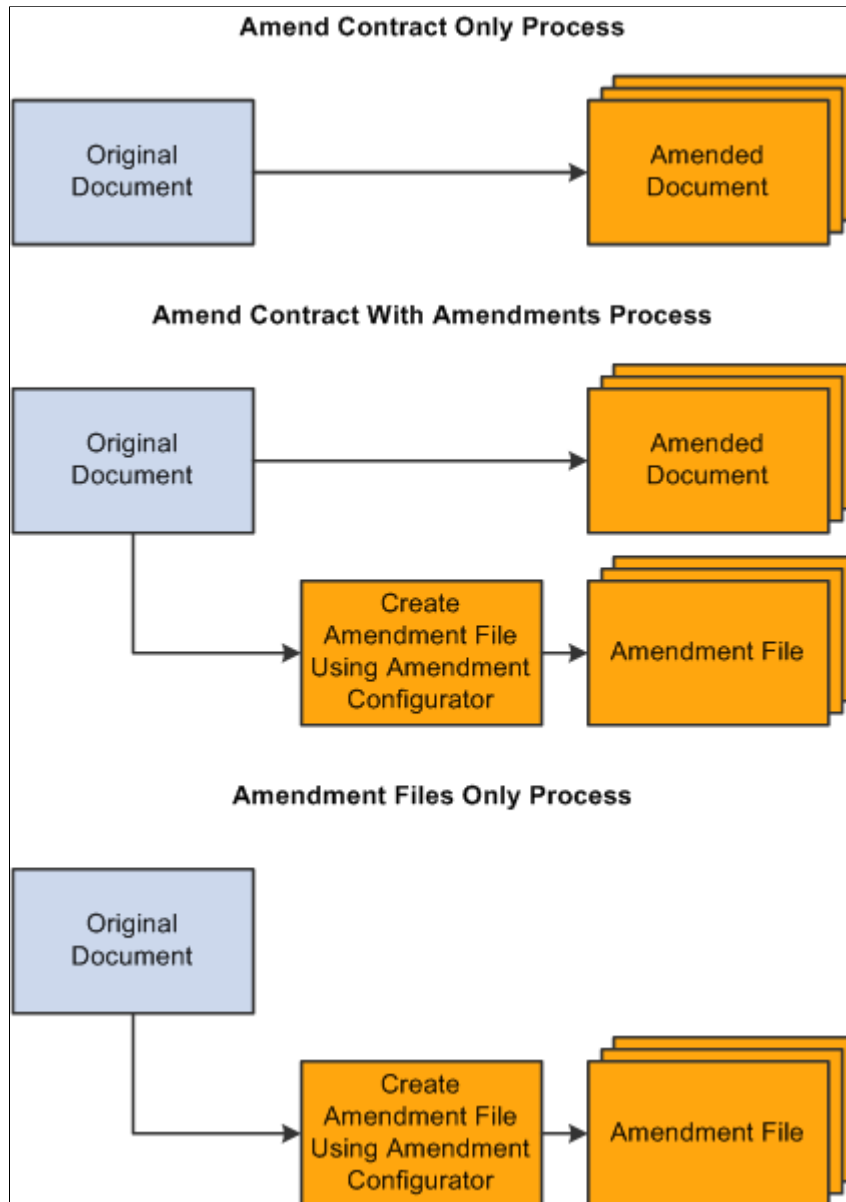 Amend Contract Only Process
Original
Document
Amended
Document
Amend Contract With Amendments Process
Original
Document
Amended
Document
Create
Amendment File
Using Amendment
Configurator
Amendment File
Amendment Files Only Process
Original
Document
Create
Amendment File
Using Amendment
Configurator
Amendment File